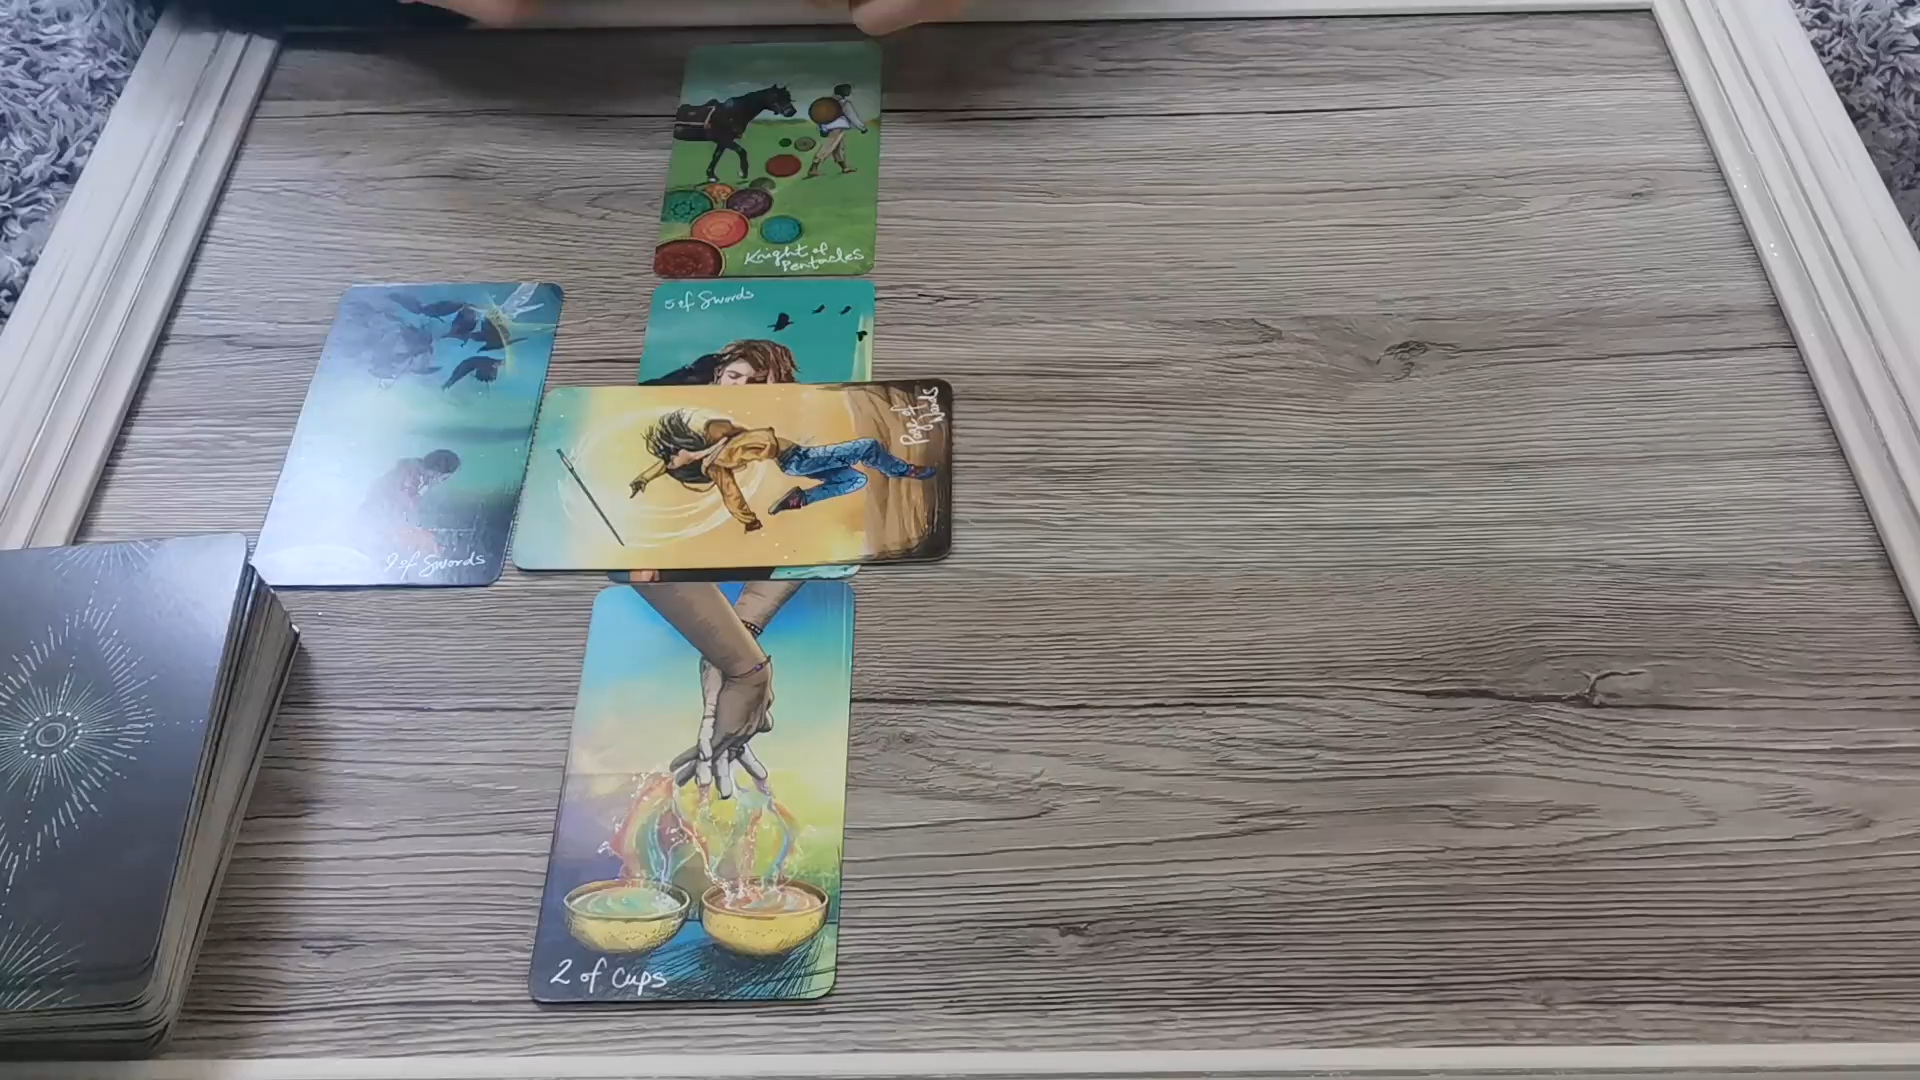 Knight of
Pentacles
5 of Swords
Page of
Wands
9 of Swords
2 of Cups